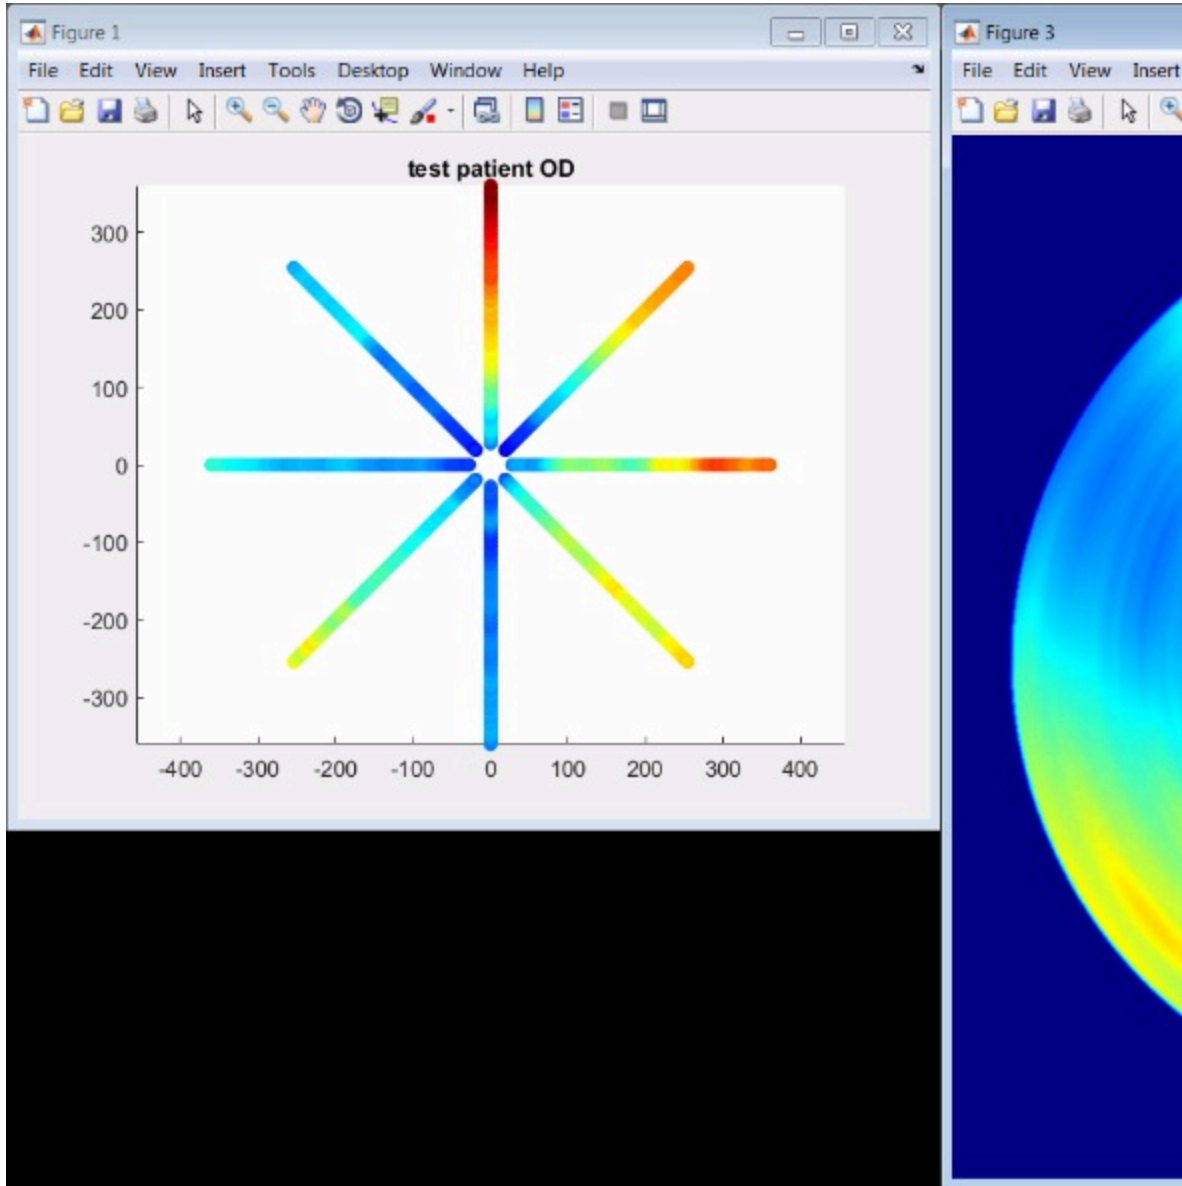 Figure 1
File Edit View Insert Tools Desktop Window Help
test patient OD
300
200
100
0
-100
-200
-300
-400 -300 -200 -100 0 100 200 300 400
Figure 3
File Edit View Insert